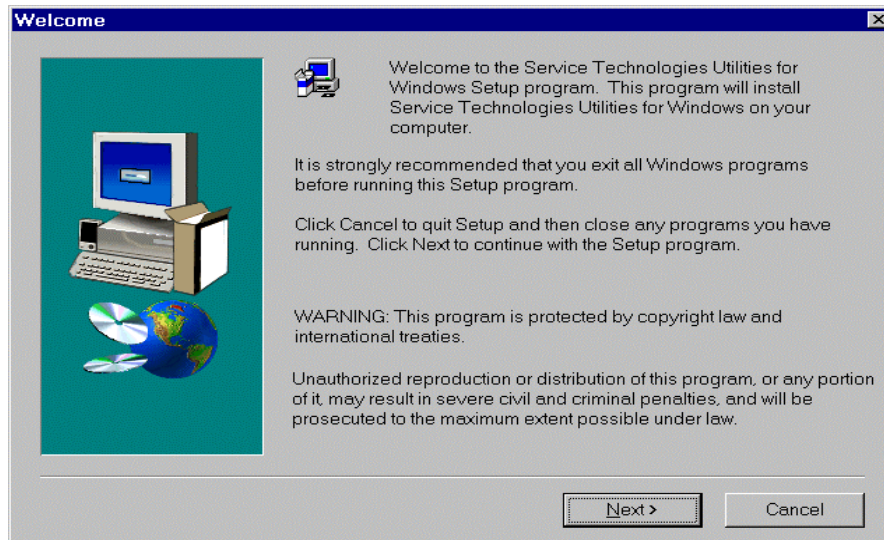 Welcome
Welcome to the Service Technologies Utilities for
Windows Setup program. This program will install
Service Technologies Utilities for Windows on your
computer.
It is strongly recommended that you exit all Windows programs
before running this Setup program.
Click Cancel to quit Setup and then close any programs you have
running. Click Next to continue with the Setup program.
WARNING: This program is protected by copyright law and
international treaties.
Unauthorized reproduction or distribution of this program, or any portion
of it, may result in severe civil and criminal penalties, and will be
prosecuted to the maximum extent possible under law.
Next >
Cancel